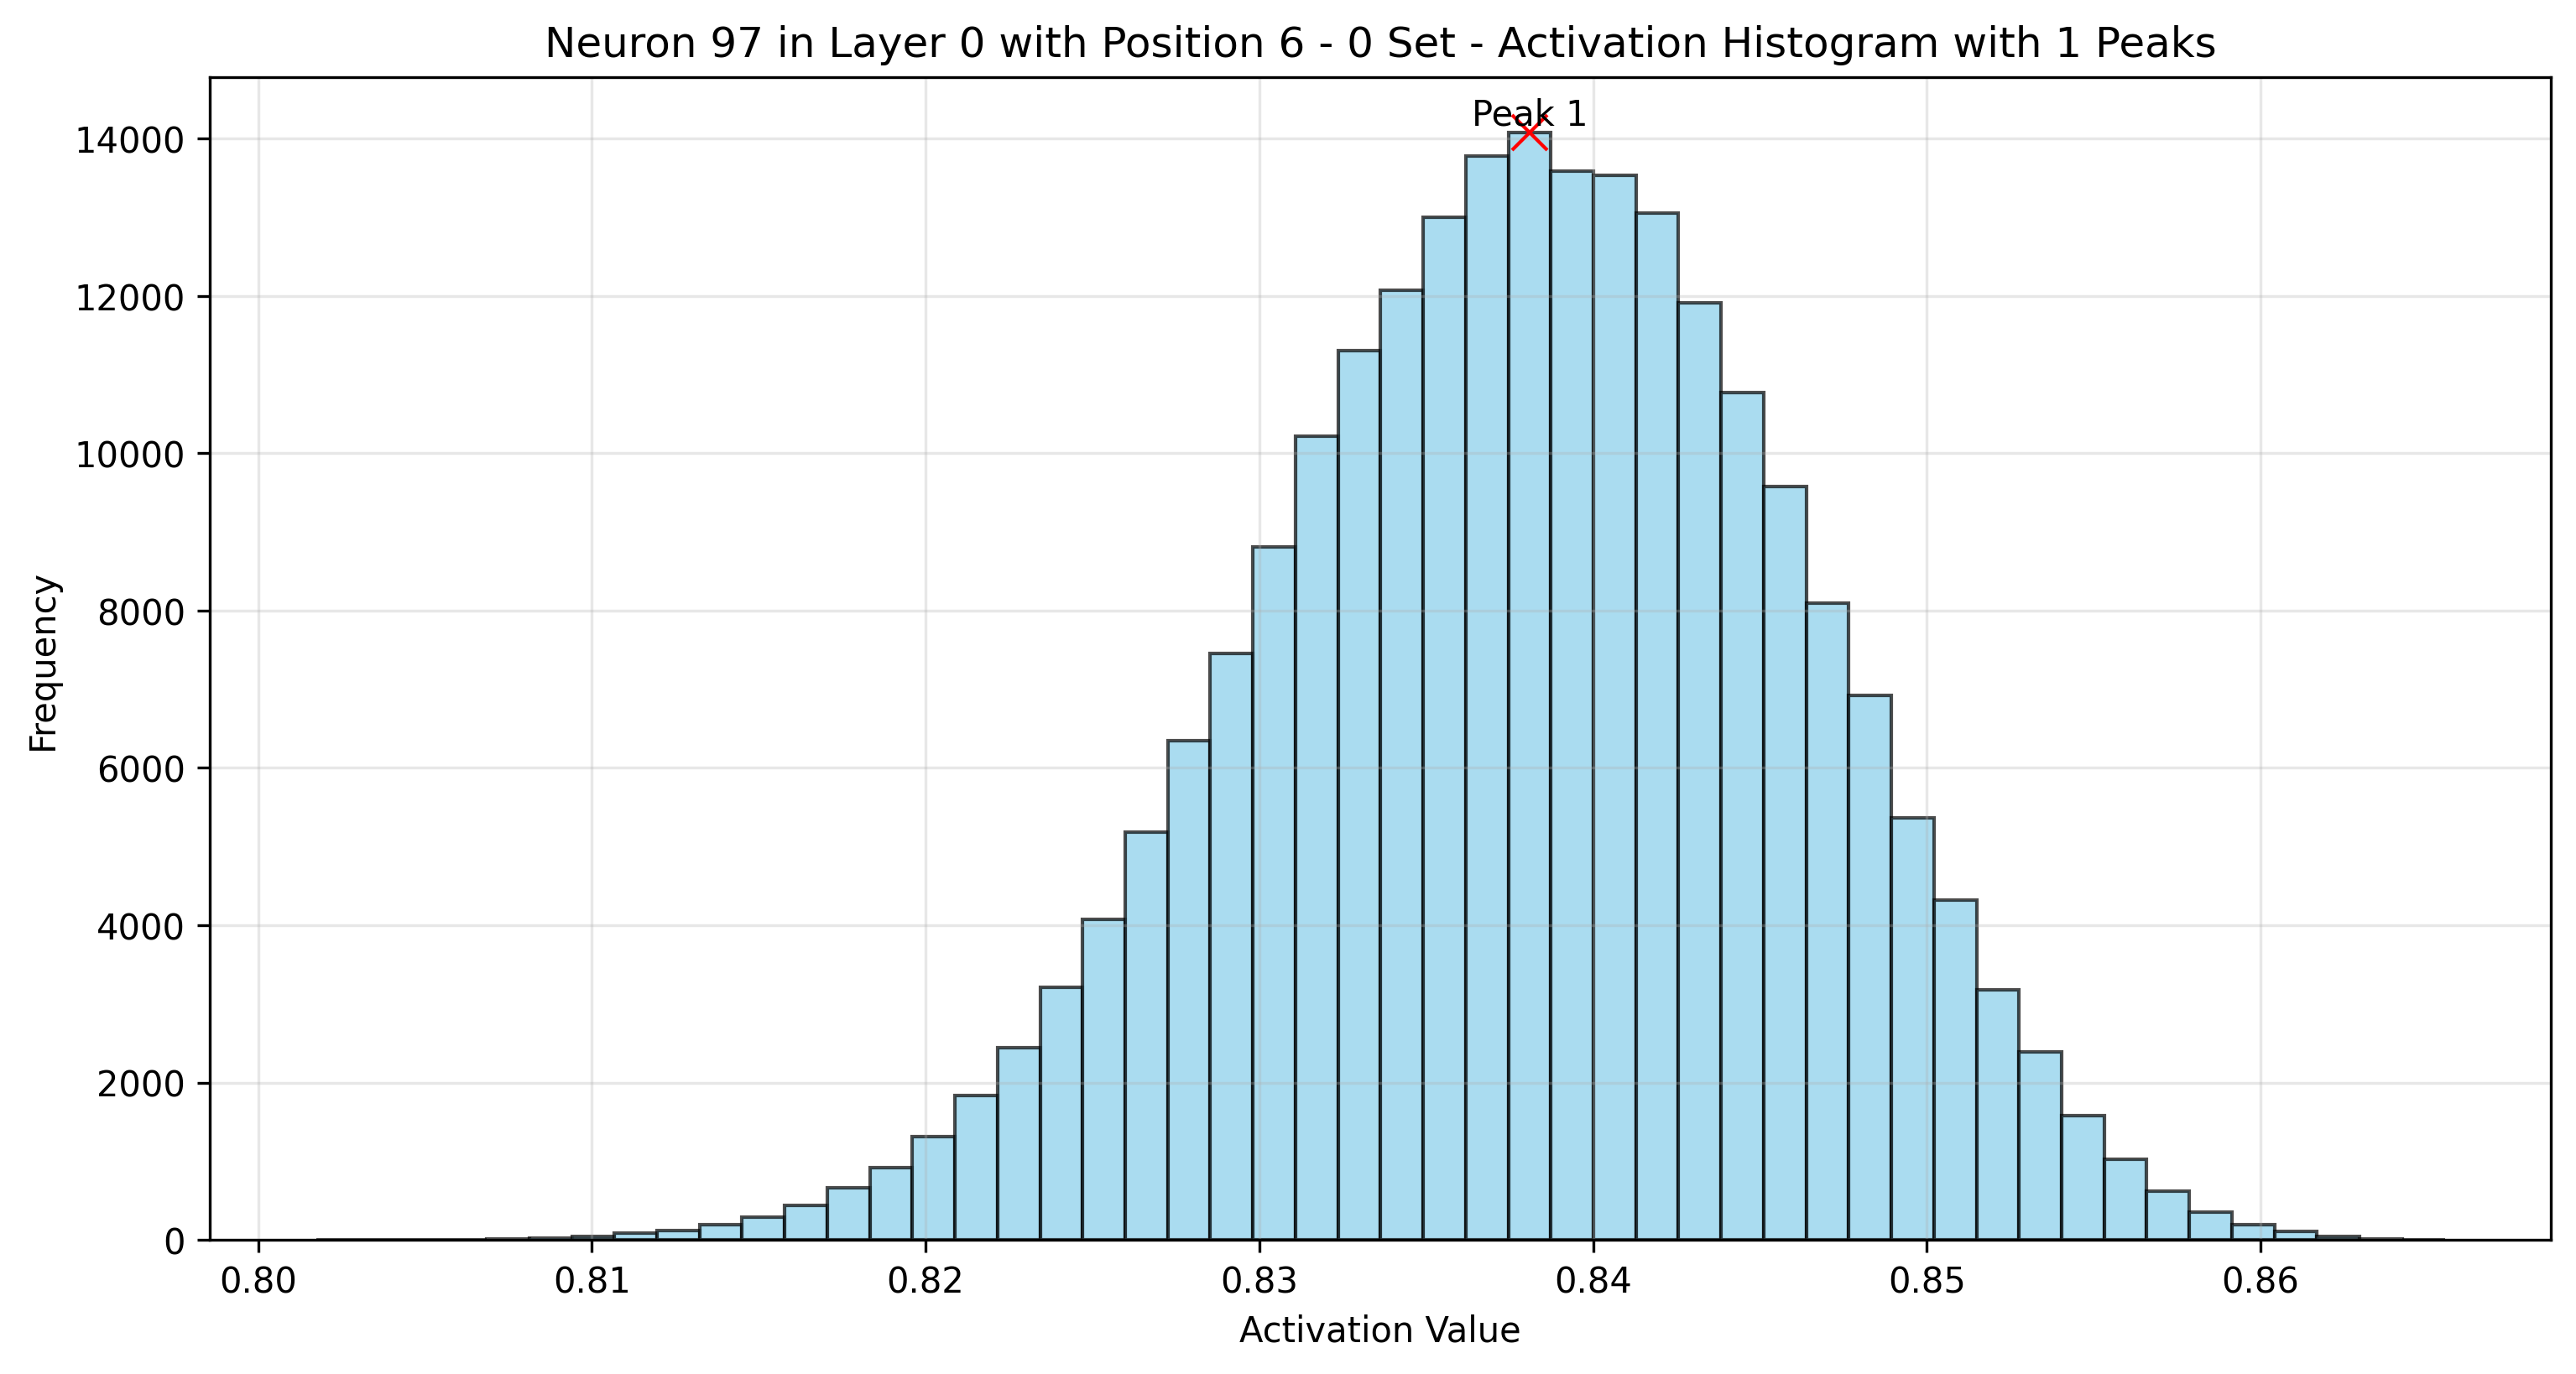 Neuron 97 in Layer 0 with Position 6 - 0 Set - Activation Histogram with 1 Peaks
Peak 1
14000
12000
10000
8000
6000
4000
2000
0
Frequency
0.80 0.81 0.82 0.83 0.84 0.85 0.86
Activation Value